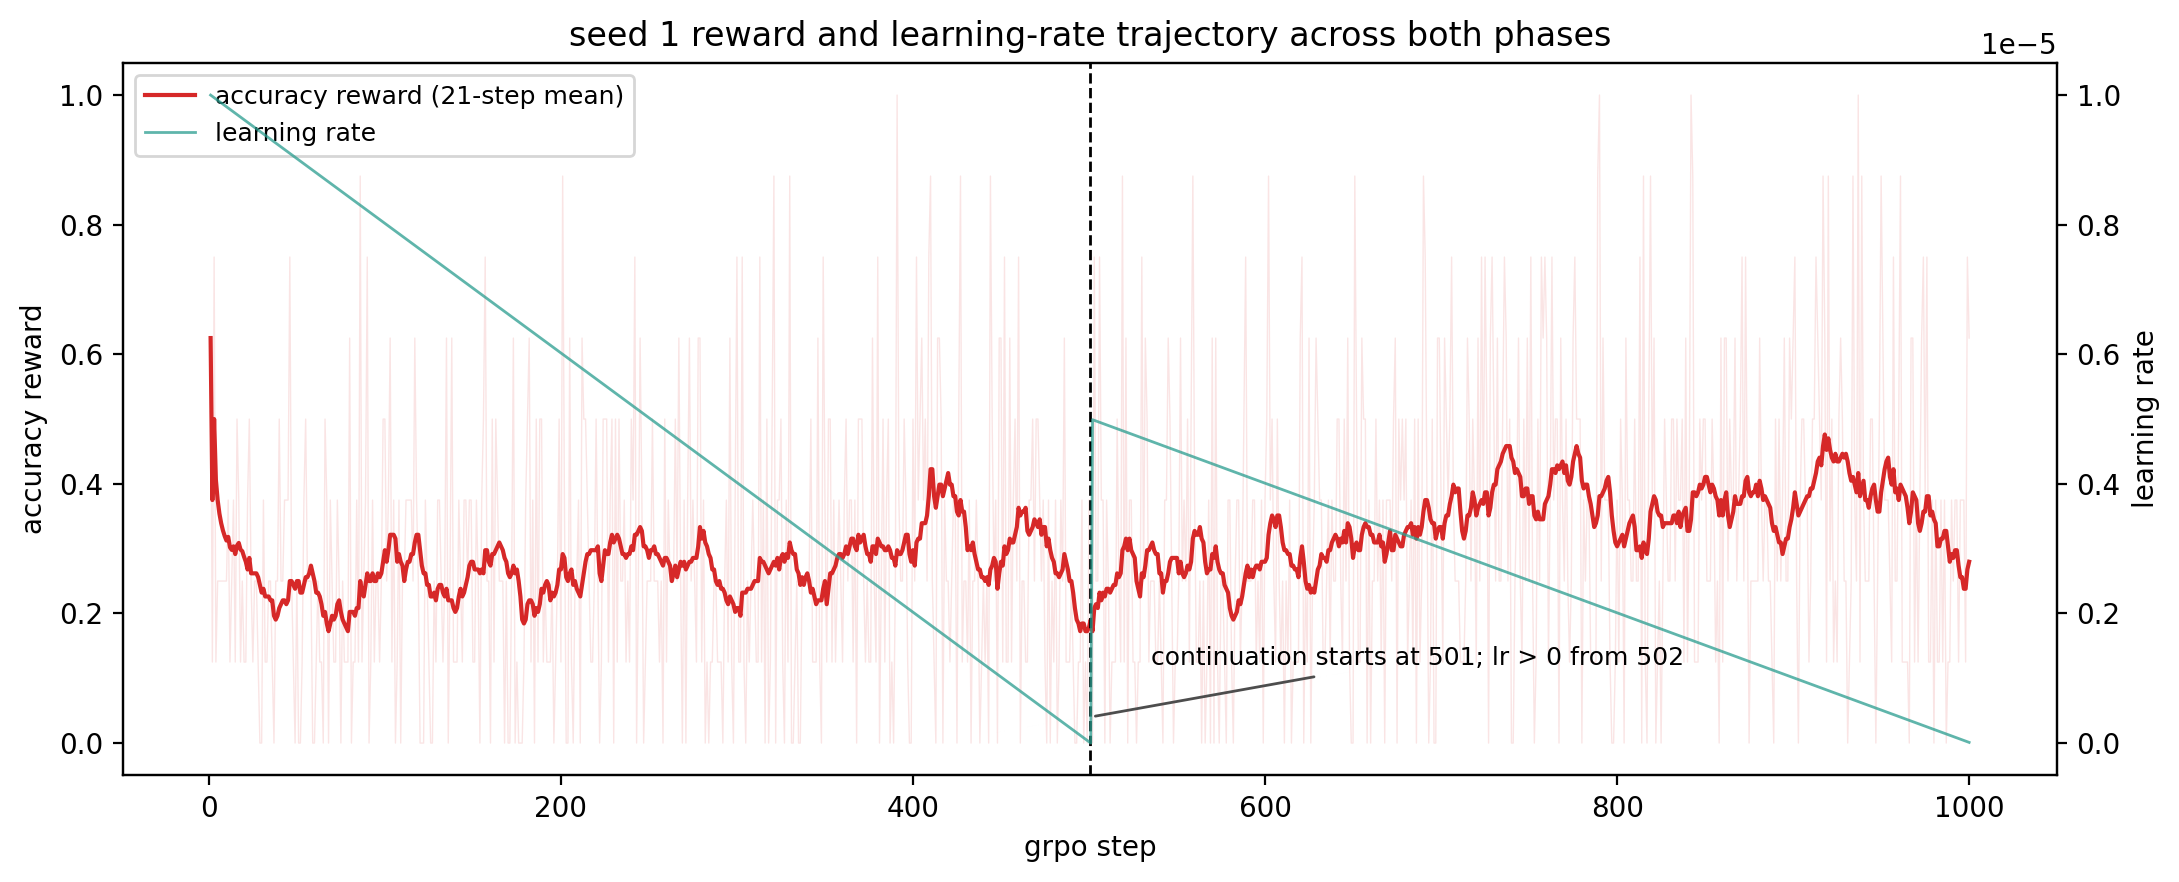 seed 1 reward and learning-rate trajectory across both phases
1e−5
accuracy reward (21-step mean)
learning rate
1.0
0.8
0.6
0.4
0.2
0.0
accuracy reward
1.0
0.8
0.6
0.4
0.2
0.0
learning rate
continuation starts at 501; lr > 0 from 502
0
200
400
600
800
1000
grpo step